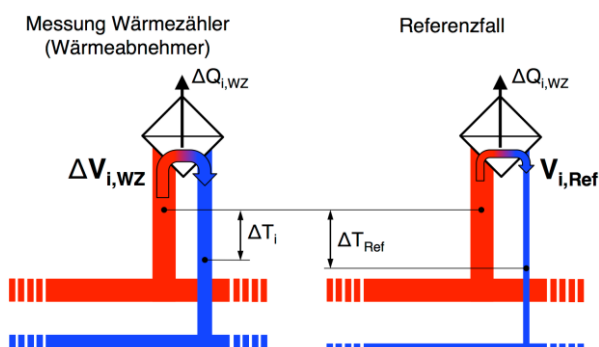 Messung Wärmezähler
(Wärmeabnehmer)
Referenzfall
ΔQi,WZ
ΔQi,WZ
ΔVi,WZ
Vi,Ref
ΔTi
ΔTRef